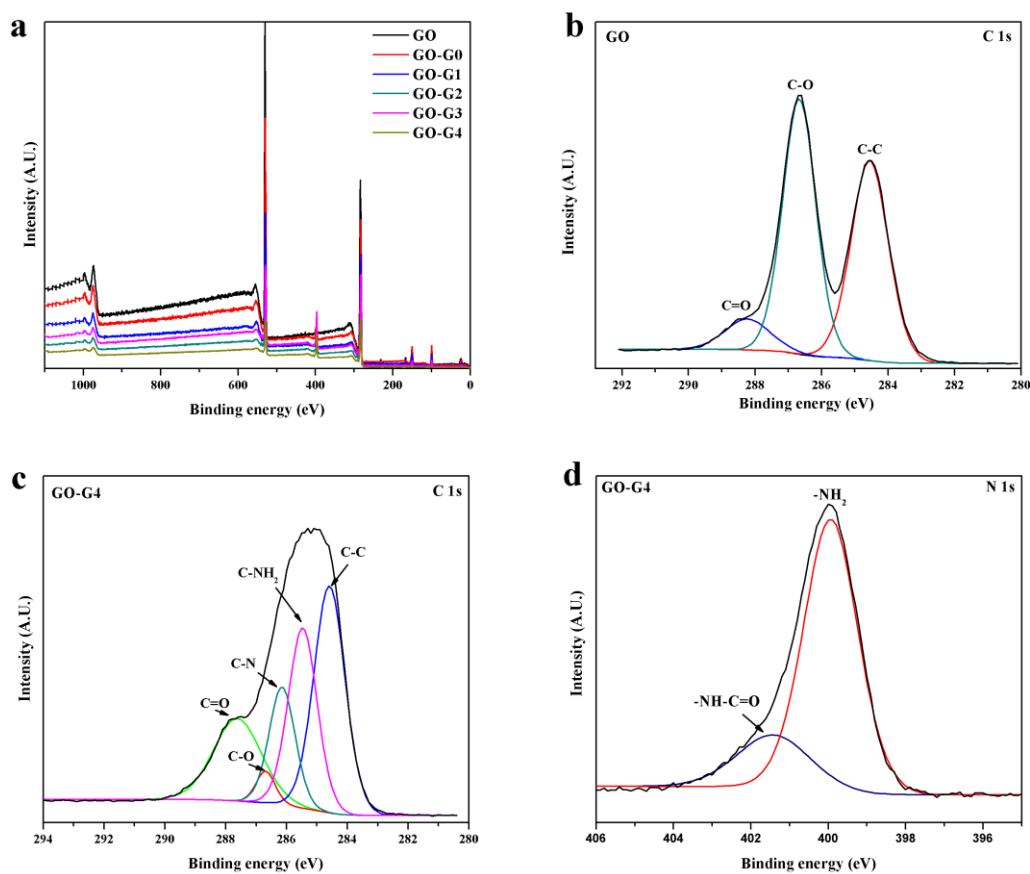 a
GO
GO-G0
GO-G1
GO-G2
GO-G3
GO-G4
Intensity (A.U.)
1000 800 600 400 200 0
Binding energy (eV)
b
GO
C 1s
C-O
C-C
C=O
Intensity (A.U.)
292 290 288 286 284 282 280
Binding energy (eV)
c
GO-G4
C 1s
C-C
C-NH₂
C-N
C=O
C-O
Intensity (A.U.)
294 292 290 288 286 284 282 280
Binding energy (eV)
d
GO-G4
N 1s
-NH₂
-NH-C=O
Intensity (A.U.)
406 404 402 400 398 396
Binding energy (eV)